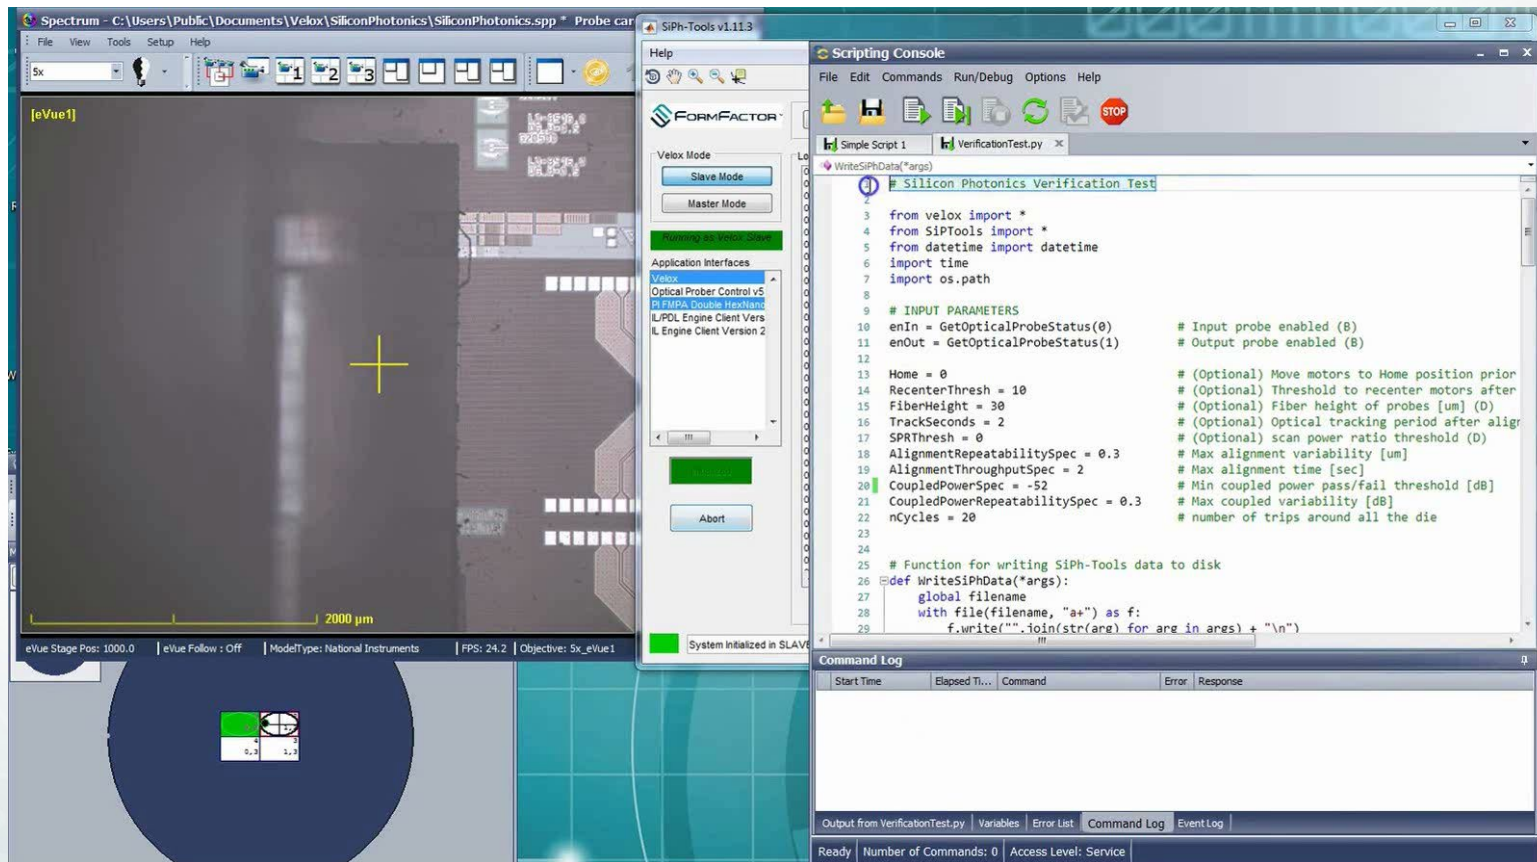 Spectrum - C:\Users\Public\Documents\Velox\SiliconPhotonics\SiliconPhotonics.spp * Probe car
File View Tools Setup Help
5x
1 2 3
[eVue1]
2000 µm
eVue Stage Pos: 1000.0 eVue Follow : Off ModelType: National Instruments FPS: 24.2 Objective: 5x_eVue1
4 3
0,3 1,3
SiPh-Tools v1.11.3
Help
FORMFACTOR
Velox Mode
Slave Mode
Master Mode
Running as Velox Slave
Application Interfaces
Velox
Optical Prober Control v5
PI FMPA Double HexNano
IL/PDL Engine Client Vers
IL Engine Client Version 2
Abort
System Initialized in SLAVE
Lo
Scripting Console
File Edit Commands Run/Debug Options Help
STOP
Simple Script 1 VerificationTest.py
WriteSiPhData(*args)
1 # Silicon Photonics Verification Test
2
3 from velox import *
4 from SiPTools import *
5 from datetime import datetime
6 import time
7 import os.path
8
9 # INPUT PARAMETERS
10 enIn = GetOpticalProbeStatus(0) # Input probe enabled (B)
11 enOut = GetOpticalProbeStatus(1) # Output probe enabled (B)
12
13 Home = 0 # (Optional) Move motors to Home position prior
14 RecenterThresh = 10 # (Optional) Threshold to recenter motors after
15 FiberHeight = 30 # (Optional) Fiber height of probes [um] (D)
16 TrackSeconds = 2 # (Optional) Optical tracking period after align
17 SPRThresh = 0 # (Optional) scan power ratio threshold (D)
18 AlignmentRepeatabilitySpec = 0.3 # Max alignment variability [um]
19 AlignmentThroughputSpec = 2 # Max alignment time [sec]
20 CoupledPowerSpec = -52 # Min coupled power pass/fail threshold [dB]
21 CoupledPowerRepeatabilitySpec = 0.3 # Max coupled variability [dB]
22 nCycles = 20 # number of trips around all the die
23
24
25 # Function for writing SiPh-Tools data to disk
26 def WriteSiPhData(*args):
27 global filename
28 with file(filename, "a+") as f:
29 f.write("".join(str(arg) for arg in args) + "\n")
Command Log
Start Time Elapsed Ti... Command Error Response
Output from VerificationTest.py Variables Error List Command Log Event Log
Ready Number of Commands: 0 Access Level: Service